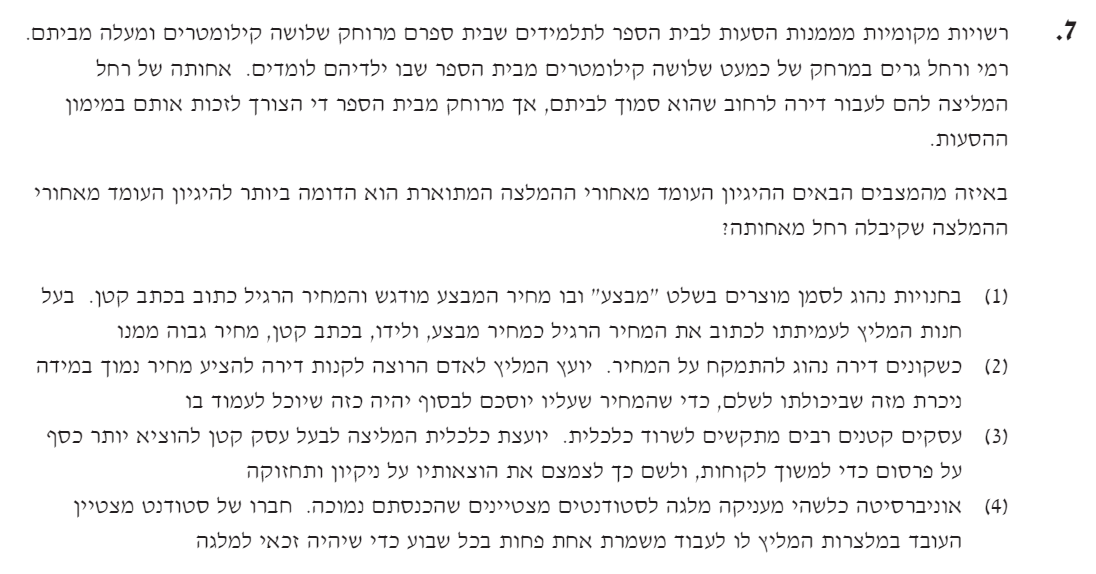 7. רשויות מקומיות מממנות הסעות לבית הספר לתלמידים שבית ספרם מרוחק שלושה קילומטרים ומעלה מביתם.
רמי ורחל גרים במרחק של כמעט שלושה קילומטרים מבית הספר שבו ילדיהם לומדים. אחותה של רחל
המליצה להם לעבור דירה לרחוב שהוא סמוך לביתם, אך מרוחק מבית הספר די הצורך לזכות אותם במימון
ההסעות.
באיזה מהמצבים הבאים ההיגיון העומד מאחורי ההמלצה המתוארת הוא הדומה ביותר להיגיון העומד מאחורי
ההמלצה שקיבלה רחל מאחותה?
(1) בחנויות נהוג לסמן מוצרים בשלט "מבצע" ובו מחיר המבצע מודגש והמחיר הרגיל כתוב בכתב קטן. בעל
חנות המליץ לעמיתתו לכתוב את המחיר הרגיל כמחיר מבצע, ולידו, בכתב קטן, מחיר גבוה ממנו
(2) כשקונים דירה נהוג להתמקח על המחיר. יועץ המליץ לאדם הרוצה לקנות דירה להציע מחיר נמוך במידה
ניכרת מזה שביכולתו לשלם, כדי שהמחיר שעליו יוסכם לבסוף יהיה כזה שיוכל לעמוד בו
(3) עסקים קטנים רבים מתקשים לשרוד כלכלית. יועצת כלכלית המליצה לבעל עסק קטן להוציא יותר כסף
על פרסום כדי למשוך לקוחות, ולשם כך לצמצם את הוצאותיו על ניקיון ותחזוקה
(4) אוניברסיטה כלשהי מעניקה מלגה לסטודנטים מצטיינים שהכנסתם נמוכה. חברו של סטודנט מצטיין
העובד במלצרות המליץ לו לעבוד משמרת אחת פחות בכל שבוע כדי שיהיה זכאי למלגה